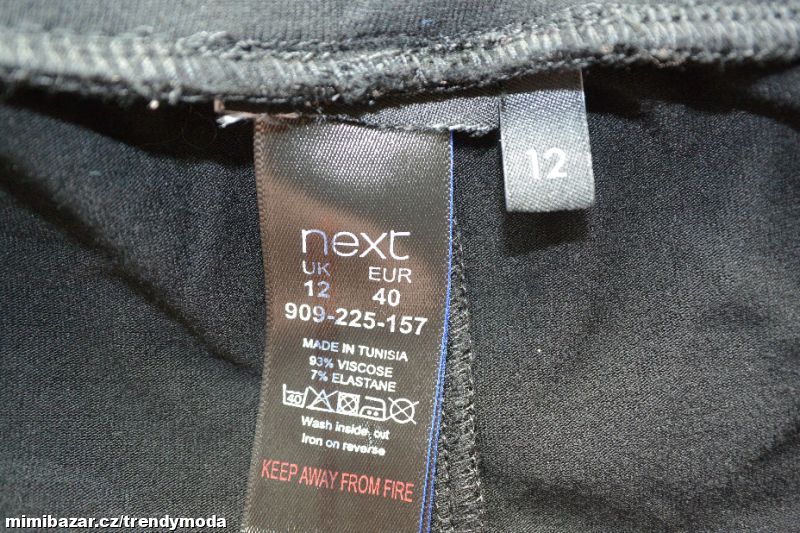 12
next
UK EUR
12 40
909-225-157
MADE IN TUNISIA
93% VISCOSE
7% ELASTANE
40
Wash inside out
Iron on reverse
KEEP AWAY FROM FIRE
mimibazar.cz/trendymoda